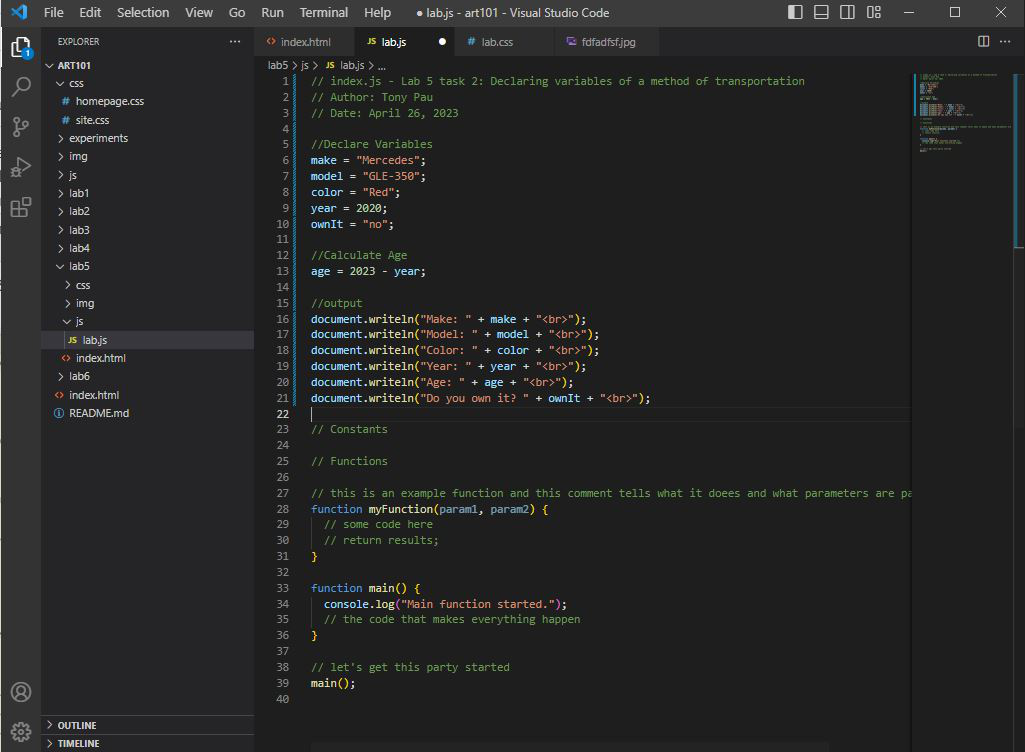 File Edit Selection View Go Run Terminal Help ● lab.js - art101 - Visual Studio Code
EXPLORER ...
ART101
css
# homepage.css
# site.css
experiments
img
js
lab1
lab2
lab3
lab4
lab5
css
img
js
JS lab.js
<> index.html
lab6
<> index.html
README.md
OUTLINE
TIMELINE
1
<> index.html JS lab.js ● # lab.css fdfadfsf.jpg ...
lab5 > js > JS lab.js > ...
1 // index.js - Lab 5 task 2: Declaring variables of a method of transportation
2 // Author: Tony Pau
3 // Date: April 26, 2023
4
5 //Declare Variables
6 make = "Mercedes";
7 model = "GLE-350";
8 color = "Red";
9 year = 2020;
10 ownIt = "no";
11
12 //Calculate Age
13 age = 2023 - year;
14
15 //output
16 document.writeln("Make: " + make + "<br>");
17 document.writeln("Model: " + model + "<br>");
18 document.writeln("Color: " + color + "<br>");
19 document.writeln("Year: " + year + "<br>");
20 document.writeln("Age: " + age + "<br>");
21 document.writeln("Do you own it? " + ownIt + "<br>");
22
23 // Constants
24
25 // Functions
26
27 // this is an example function and this comment tells what it doees and what parameters are pa
28 function myFunction(param1, param2) {
29 // some code here
30 // return results;
31 }
32
33 function main() {
34 console.log("Main function started.");
35 // the code that makes everything happen
36 }
37
38 // let's get this party started
39 main();
40